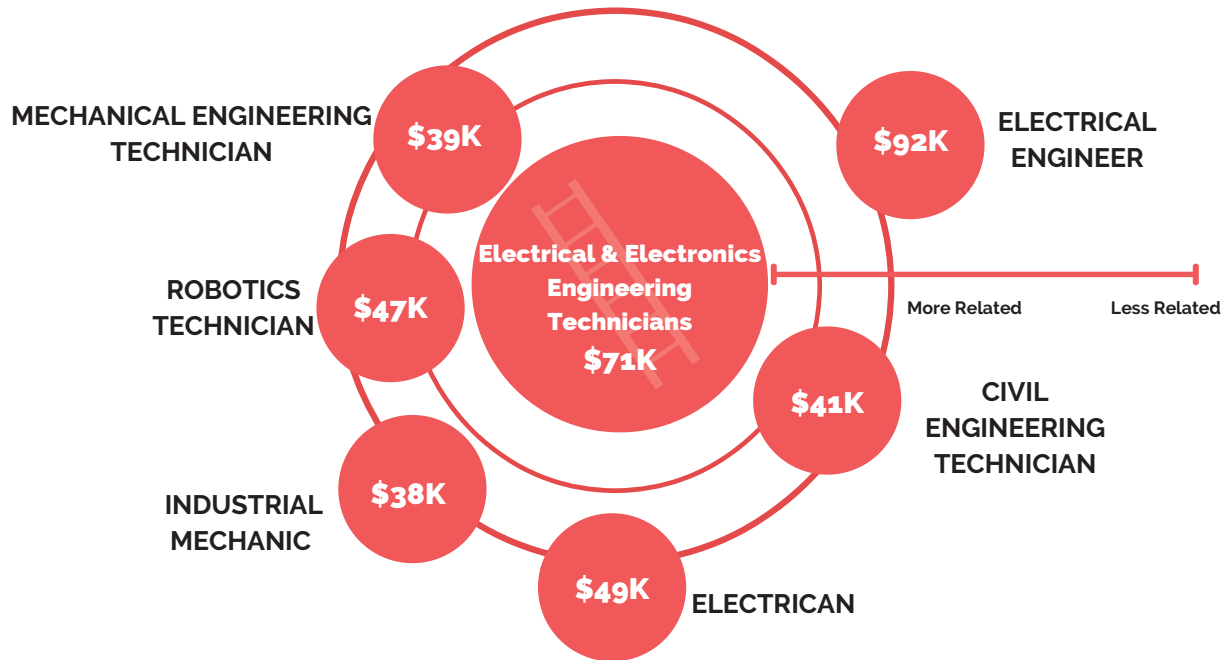 MECHANICAL ENGINEERING
TECHNICIAN
$39K
$92K
ELECTRICAL
ENGINEER
Electrical & Electronics
Engineering
Technicians
$71K
ROBOTICS
TECHNICIAN
$47K
More Related
Less Related
$41K
CIVIL
ENGINEERING
TECHNICIAN
INDUSTRIAL
MECHANIC
$38K
$49K
ELECTRICAN